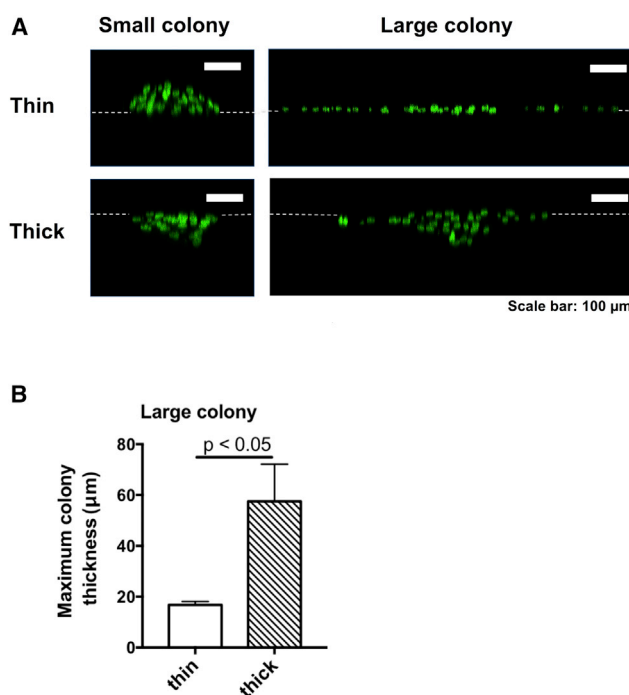 A
Small colony
Large colony
Thin
Thick
Scale bar: 100 µm
B
Large colony
p < 0.05
Maximum colony
thickness (µm)
80
60
40
20
0
thin
thick